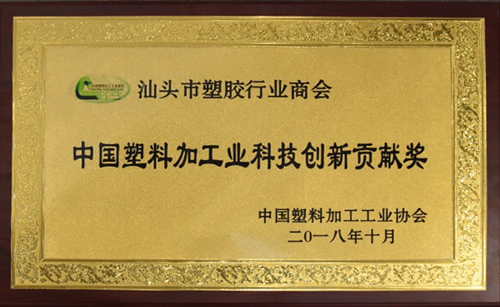 汕头市塑胶行业商会
中国塑料加工业科技创新贡献奖
中国塑料加工工业协会
二〇一八年十月